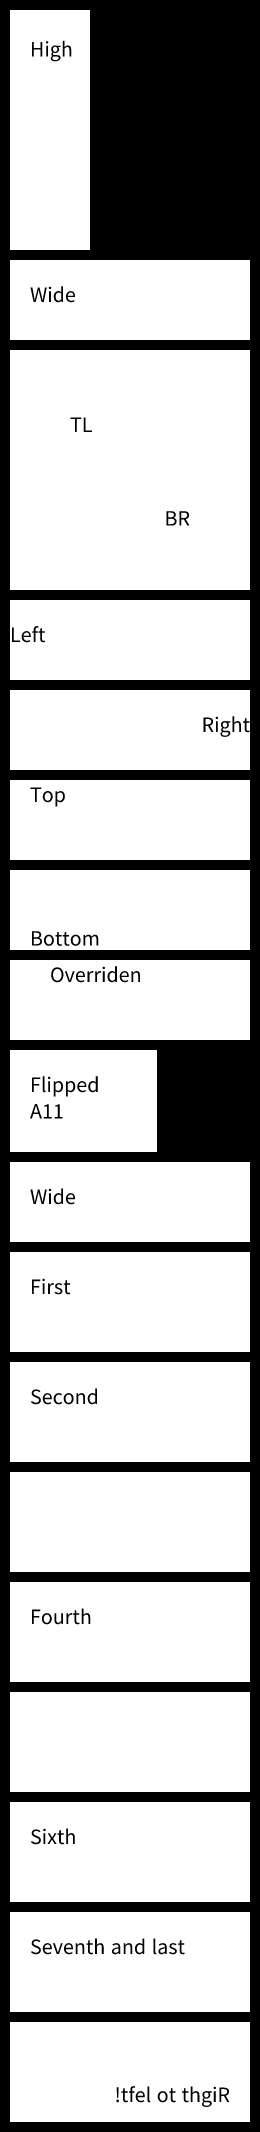 High
Wide
TL
BR
Left
Right
Top
Bottom
Overriden
Flipped
A11
Wide
First
Second
Fourth
Sixth
Seventh and last
!tfel ot thgiR